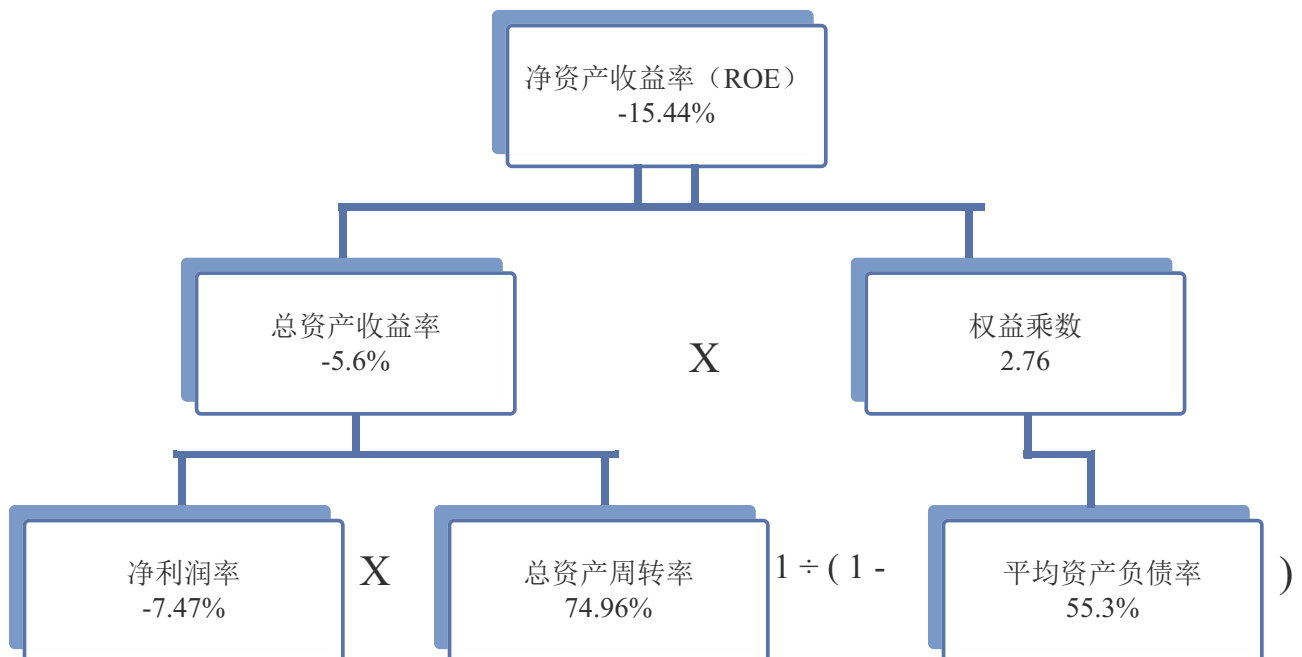 净资产收益率（ROE）
-15.44%
总资产收益率
-5.6%
X
权益乘数
2.76
净利润率
-7.47%
X
总资产周转率
74.96%
1 ÷ ( 1 -
平均资产负债率
55.3%
)